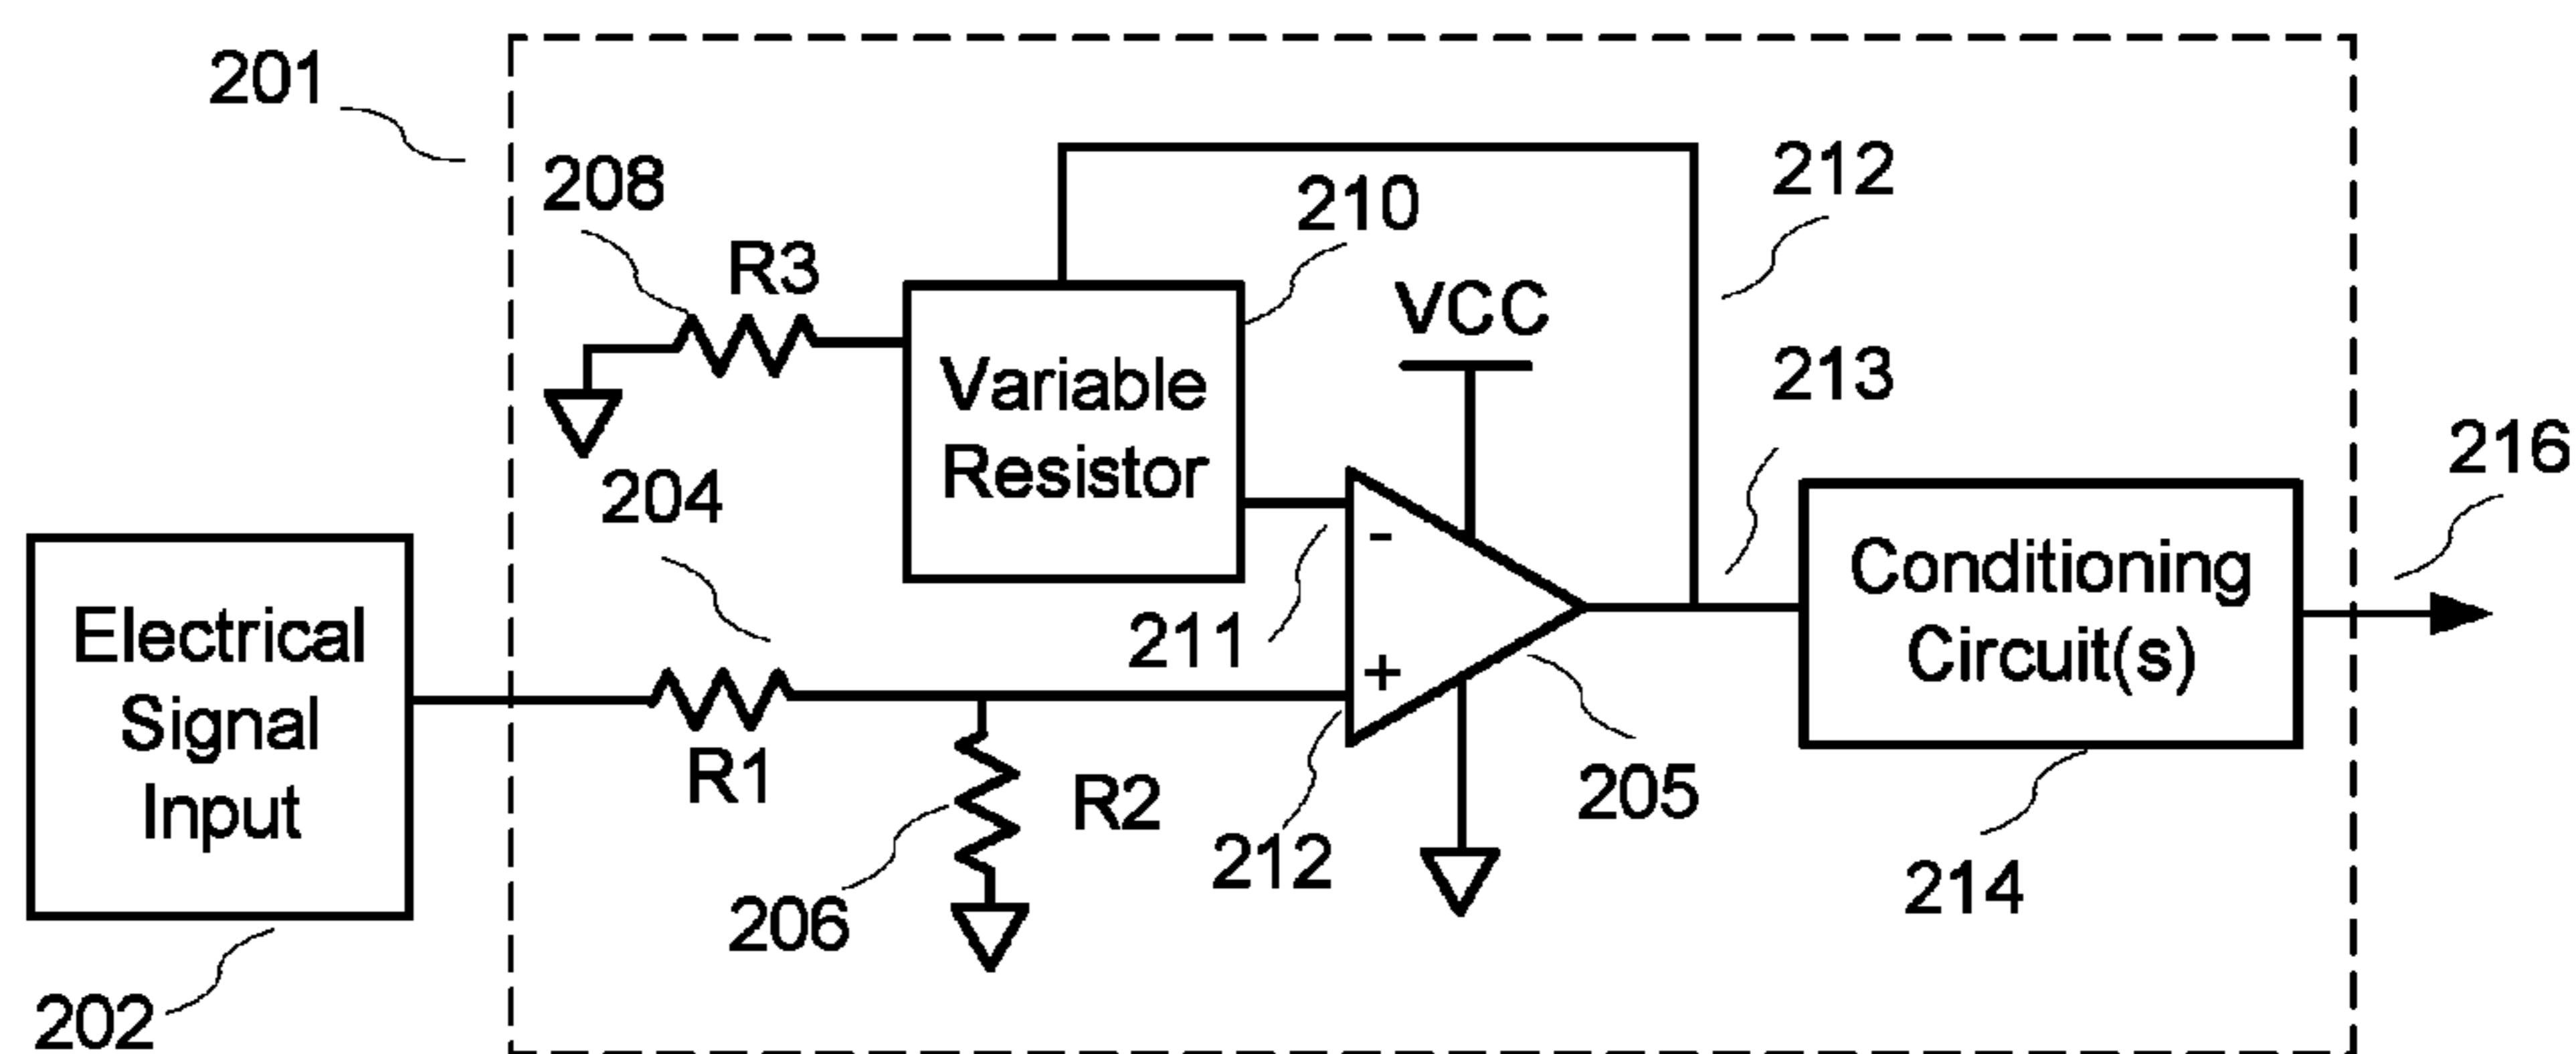 201
208
R3
210
212
VCC
Variable
Resistor
213
204
216
-
Electrical
Signal
Input
211
+
Conditioning
Circuit(s)
R1
R2
205
206
212
214
202